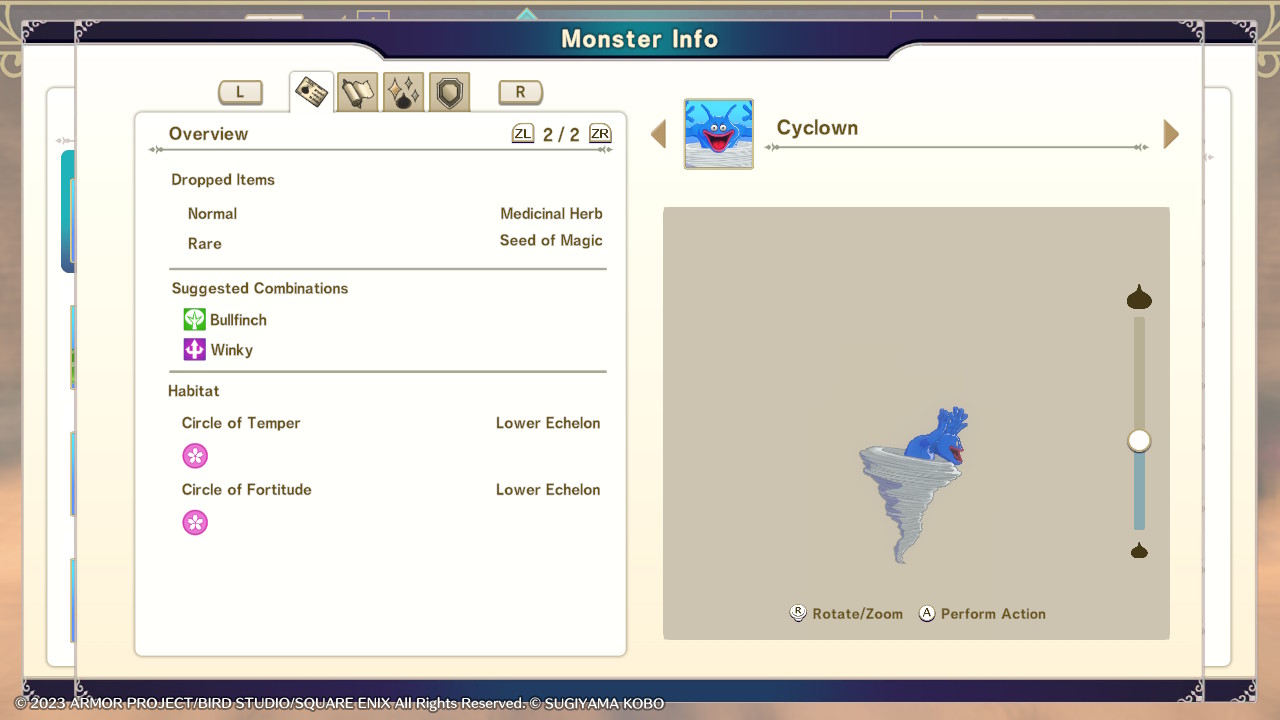 Monster Info
L
R
Overview
ZL 2 / 2 ZR
Cyclown
Dropped Items
Normal Medicinal Herb
Rare Seed of Magic
Suggested Combinations
Bullfinch
Winky
Habitat
Circle of Temper Lower Echelon
Circle of Fortitude Lower Echelon
R Rotate/Zoom A Perform Action
© 2023 ARMOR PROJECT/BIRD STUDIO/SQUARE ENIX All Rights Reserved. © SUGIYAMA KOBO